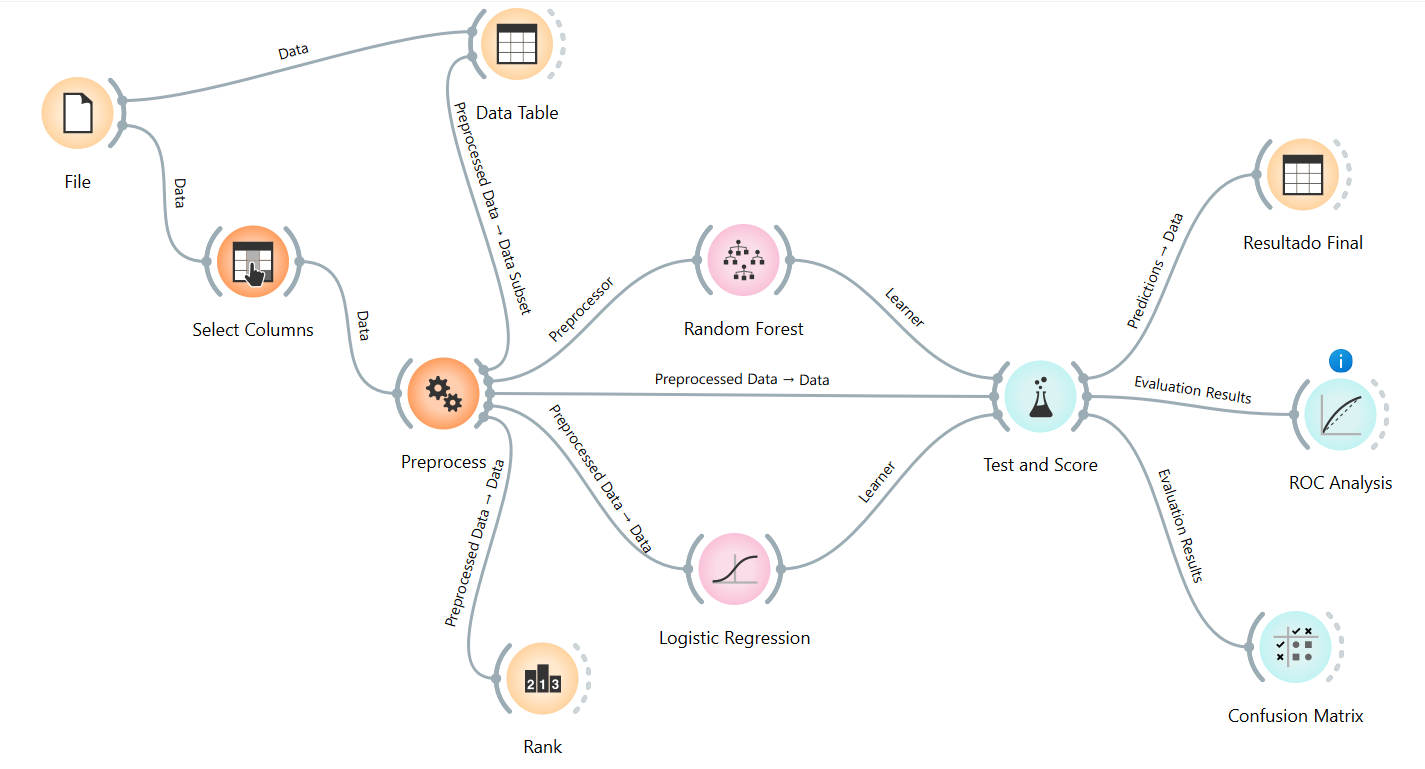 Data
Data Table
File
Data
Preprocessed Data → Data Subset
Select Columns
Data
Preprocessor
Random Forest
Learner
Predictions → Data
Resultado Final
i
Preprocess
Preprocessed Data → Data
Test and Score
Evaluation Results
ROC Analysis
Preprocessed Data → Data
Learner
Logistic Regression
Evaluation Results
Confusion Matrix
Preprocessed Data → Data
2 1 3
Rank